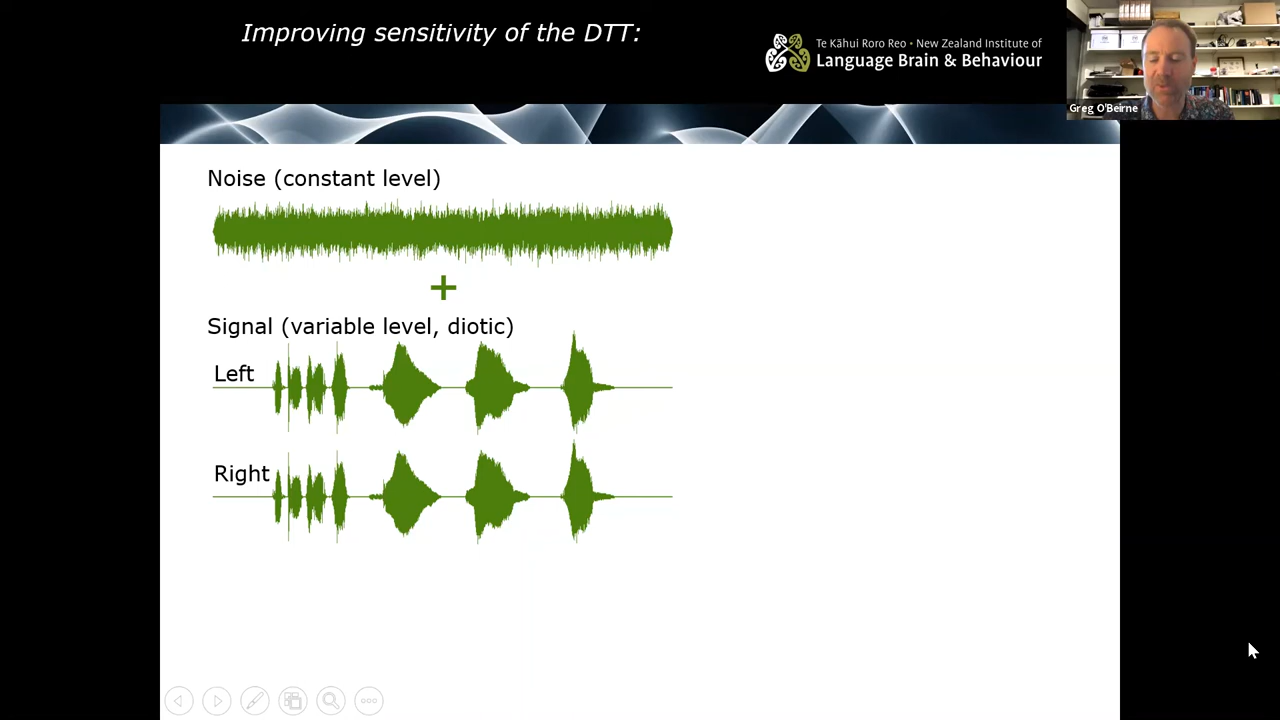 Improving sensitivity of the DTT:
Te Kāhui Roro Reo • New Zealand Institute of
Language Brain & Behaviour
Greg O'Beirne
Noise (constant level)
+
Signal (variable level, diotic)
Left
Right